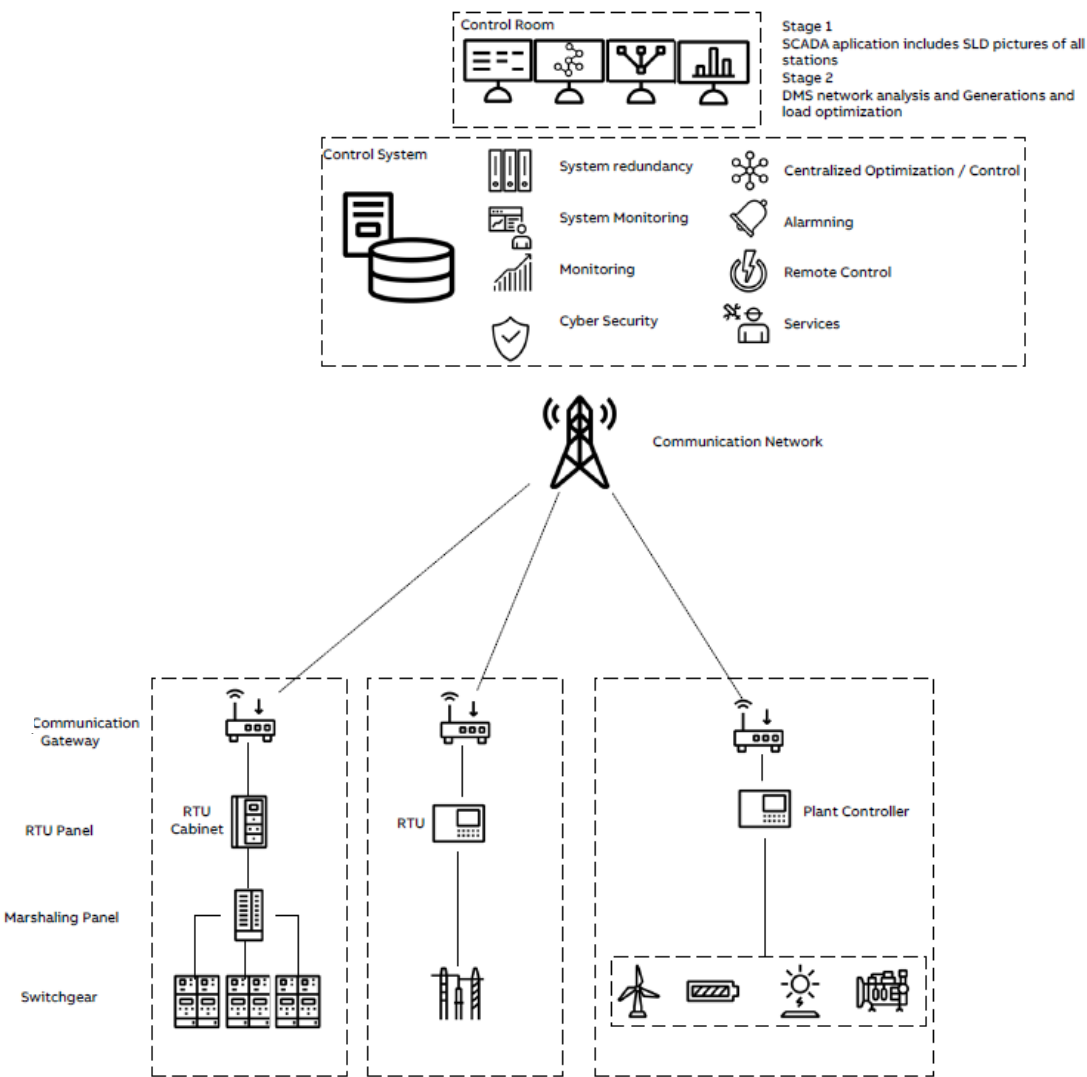 Control Room
Stage 1
SCADA aplication includes SLD pictures of all
stations
Stage 2
DMS network analysis and Generations and
load optimization
Control System
System redundancy
Centralized Optimization / Control
System Monitoring
Alarmning
Monitoring
Remote Control
Cyber Security
Services
Communication Network
Communication
Gateway
RTU Panel
RTU
Cabinet
RTU
Plant Controller
Marshaling Panel
Switchgear